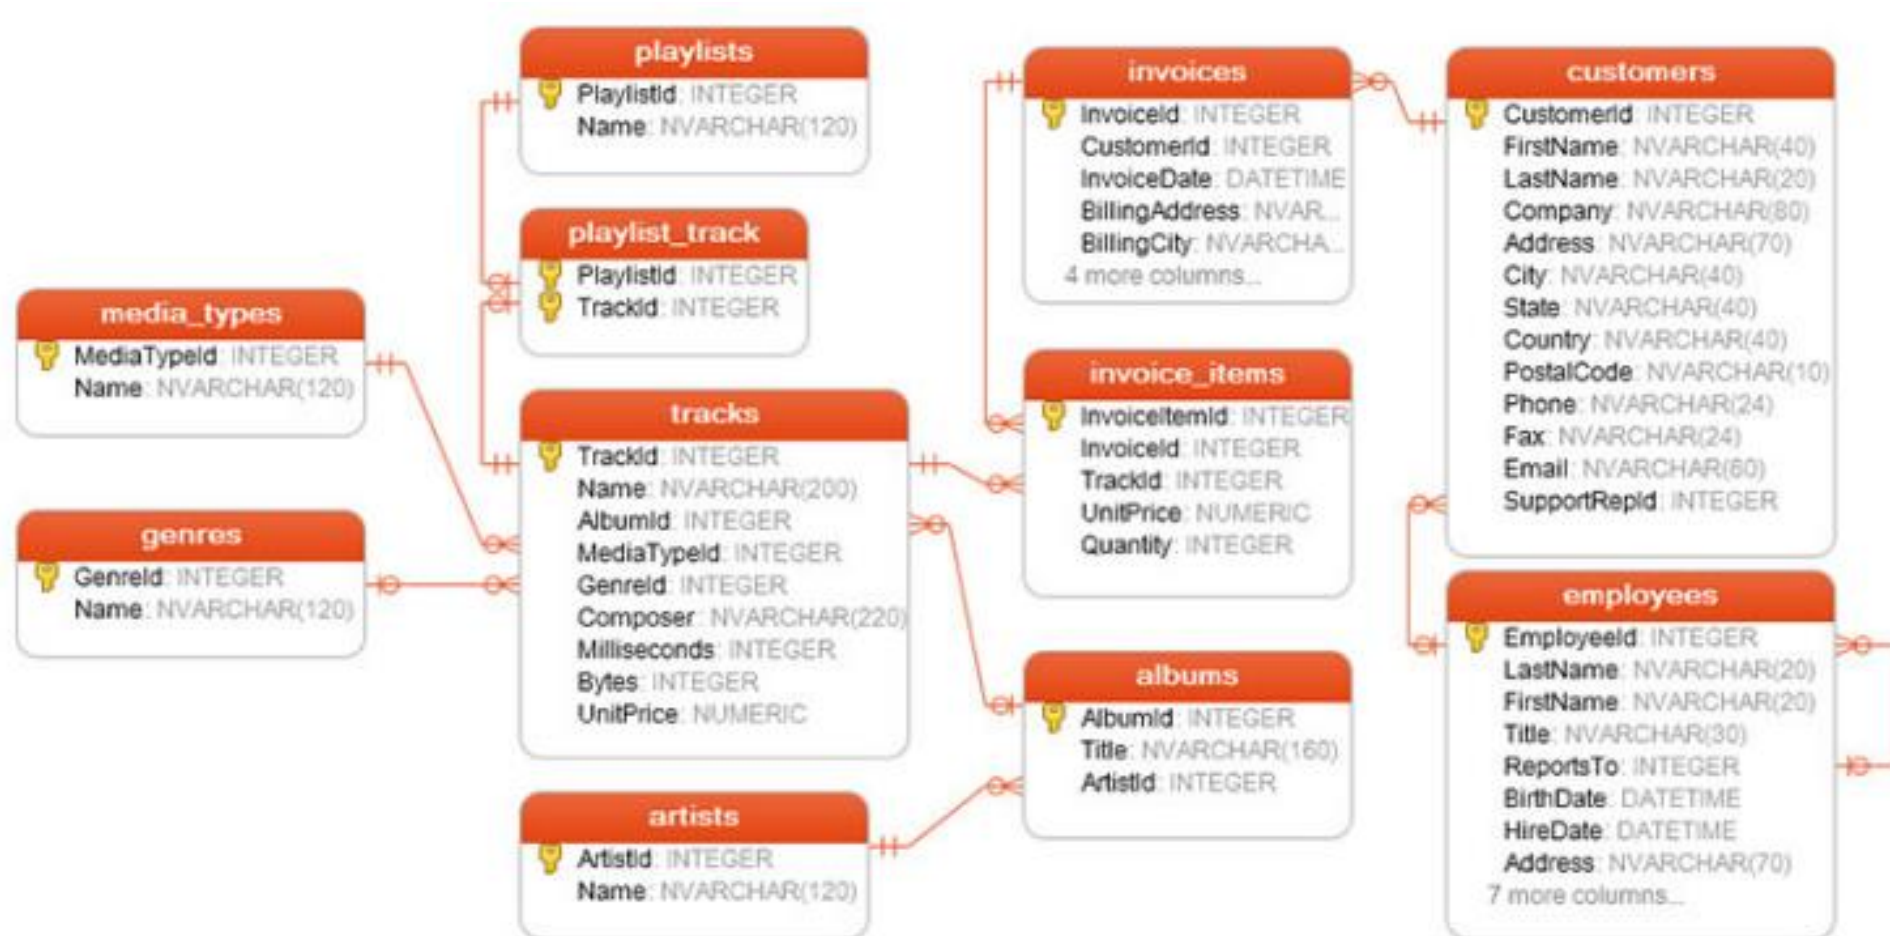 playlists
PlaylistId: INTEGER
Name: NVARCHAR(120)
playlist_track
PlaylistId: INTEGER
TrackId: INTEGER
media_types
MediaTypeId: INTEGER
Name: NVARCHAR(120)
genres
GenreId: INTEGER
Name: NVARCHAR(120)
tracks
TrackId: INTEGER
Name: NVARCHAR(200)
AlbumId: INTEGER
MediaTypeId: INTEGER
GenreId: INTEGER
Composer: NVARCHAR(220)
Milliseconds: INTEGER
Bytes: INTEGER
UnitPrice: NUMERIC
artists
ArtistId: INTEGER
Name: NVARCHAR(120)
invoices
InvoiceId: INTEGER
CustomerId: INTEGER
InvoiceDate: DATETIME
BillingAddress: NVAR...
BillingCity: NVARCHA...
4 more columns...
invoice_items
InvoiceItemId: INTEGER
InvoiceId: INTEGER
TrackId: INTEGER
UnitPrice: NUMERIC
Quantity: INTEGER
albums
AlbumId: INTEGER
Title: NVARCHAR(160)
ArtistId: INTEGER
customers
CustomerId: INTEGER
FirstName: NVARCHAR(40)
LastName: NVARCHAR(20)
Company: NVARCHAR(80)
Address: NVARCHAR(70)
City: NVARCHAR(40)
State: NVARCHAR(40)
Country: NVARCHAR(40)
PostalCode: NVARCHAR(10)
Phone: NVARCHAR(24)
Fax: NVARCHAR(24)
Email: NVARCHAR(60)
SupportRepId: INTEGER
employees
EmployeeId: INTEGER
LastName: NVARCHAR(20)
FirstName: NVARCHAR(20)
Title: NVARCHAR(30)
ReportsTo: INTEGER
BirthDate: DATETIME
HireDate: DATETIME
Address: NVARCHAR(70)
7 more columns...